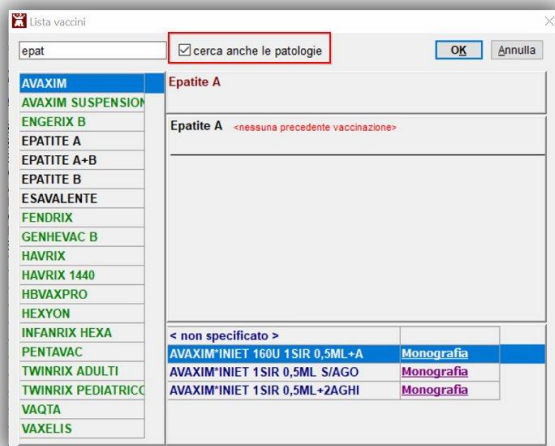 Lista vaccini
epat
cerca anche le patologie
OK
Annulla
AVAXIM
AVAXIM SUSPENSION
ENGERIX B
EPATITE A
EPATITE A+B
EPATITE B
ESAVALENTE
FENDRIX
GENHEVAC B
HAVRIX
HAVRIX 1440
HBVAXPRO
HEXYON
INFANRIX HEXA
PENTAVAC
TWINRIX ADULTI
TWINRIX PEDIATRICO
VAQTA
VAXELIS
Epatite A
Epatite A <nessuna precedente vaccinazione>
< non specificato >
AVAXIM*INIET 160U 1SIR 0,5ML+A Monografia
AVAXIM*INIET 1SIR 0,5ML S/AGO Monografia
AVAXIM*INIET 1SIR 0,5ML+2AGHI Monografia